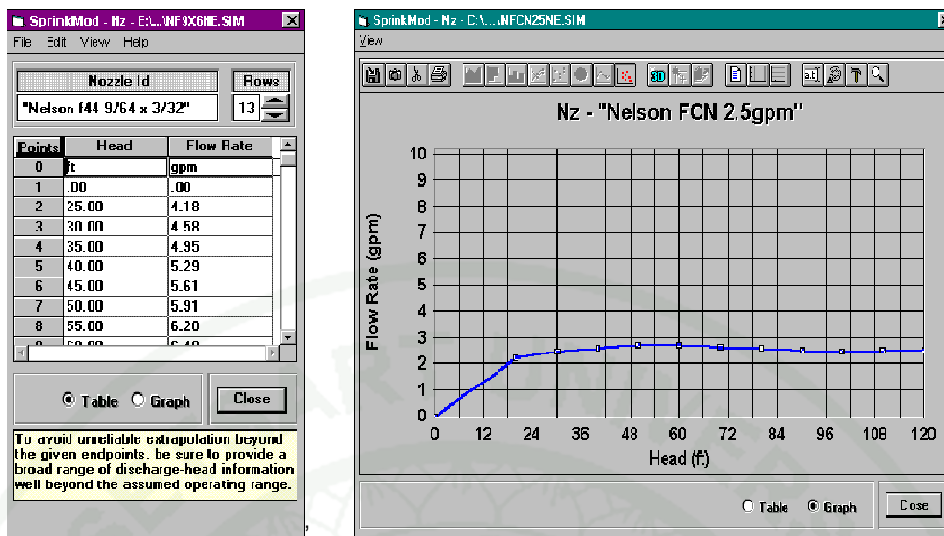 SprinkMod - Nz - E:\...\NF9X6NE.SIM
File Edit View Help
Nozzle Id Rows
"Nelson f44 9/64 x 3/32" 13
Points Head Flow Rate
0 ft gpm
1 .00 .00
2 25.00 4.18
3 30.00 4.58
4 35.00 4.95
5 40.00 5.29
6 45.00 5.61
7 50.00 5.91
8 55.00 6.20
Table Graph Close
To avoid unreliable extrapolation beyond
the given endpoints, be sure to provide a
broad range of discharge-head information
well beyond the assumed operating range.
,
SprinkMod - Nz - C:\...\NFCN25NE.SIM
View
3D
Nz - "Nelson FCN 2.5gpm"
Flow Rate (gpm)
10
9
8
7
6
5
4
3
2
1
0
0 12 24 36 48 60 72 84 96 108 120
Head (ft)
Table Graph Close